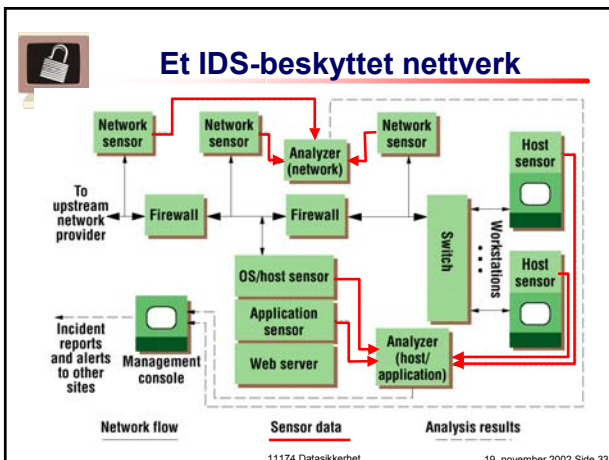 Et IDS-beskyttet nettverk
Network
sensor
Network
sensor
Analyzer
(network)
Network
sensor
Host
sensor
To
upstream
network
provider
Firewall
Firewall
Switch
Workstations
Host
sensor
OS/host sensor
Application
sensor
Web server
Analyzer
(host/
application)
Incident
reports
and alerts
to other
sites
Management
console
Network flow
Sensor data
Analysis results
11174 Datasikkerhet
19. november 2002 Side 33